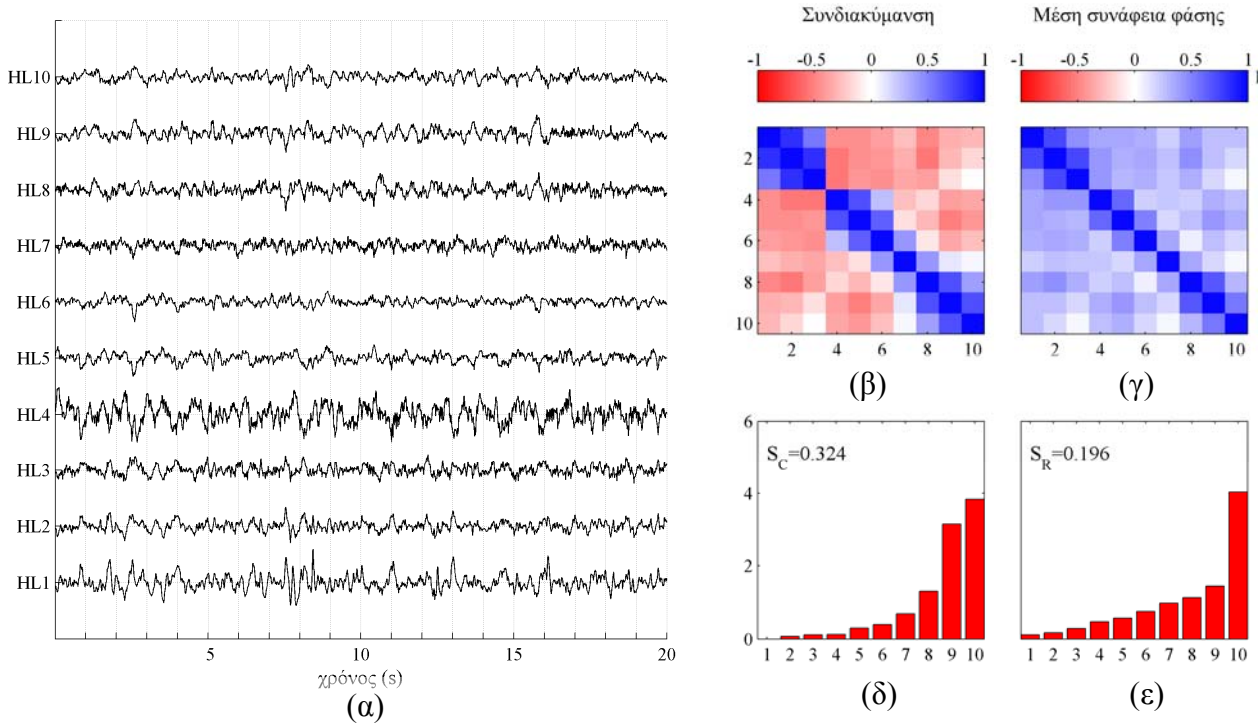 HL10
HL9
HL8
HL7
HL6
HL5
HL4
HL3
HL2
HL1
5 10 15 20
χρόνος (s)
(α)
Συνδιακύμανση
-1 -0.5 0 0.5 1
2
4
6
8
10
2 4 6 8 10
(β)
Μέση συνάφεια φάσης
-1 -0.5 0 0.5 1
2 4 6 8 10
(γ)
6
4
2
0
S_C=0.324
1 2 3 4 5 6 7 8 9 10
(δ)
S_R=0.196
1 2 3 4 5 6 7 8 9 10
(ε)